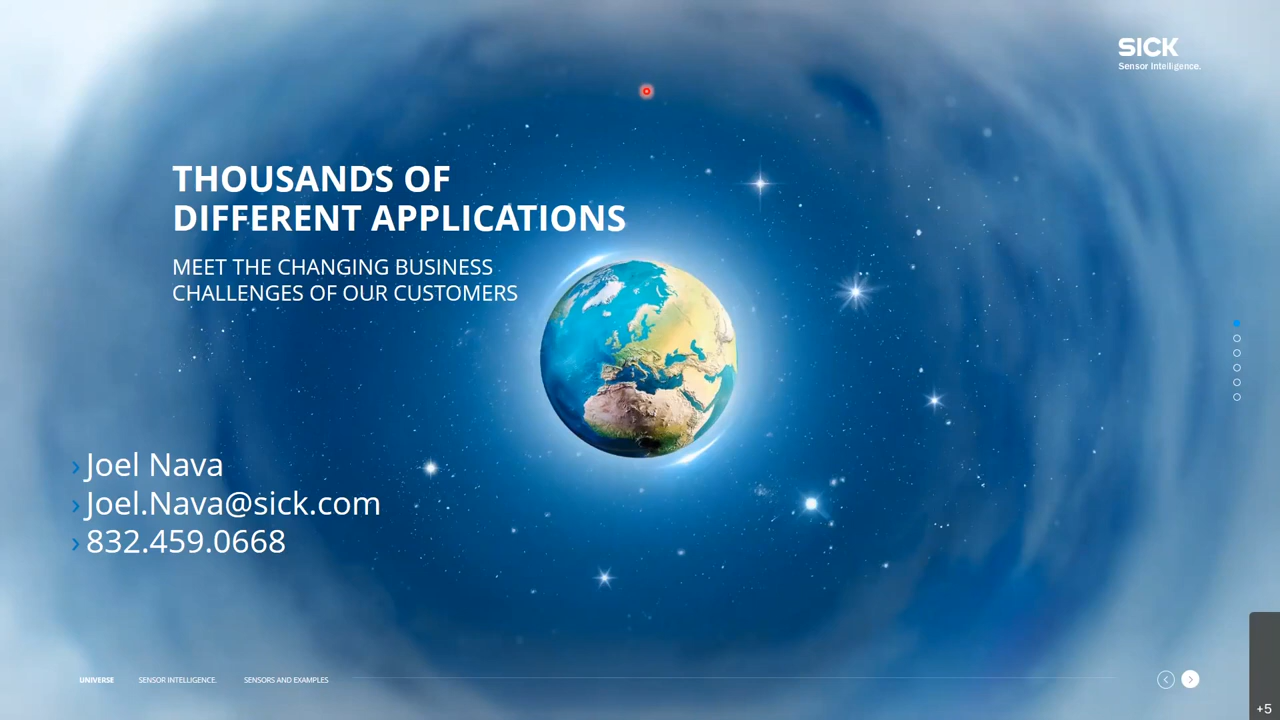 SICK
Sensor Intelligence.
THOUSANDS OF
DIFFERENT APPLICATIONS
MEET THE CHANGING BUSINESS
CHALLENGES OF OUR CUSTOMERS
› Joel Nava
› Joel.Nava@sick.com
› 832.459.0668
UNIVERSE SENSOR INTELLIGENCE. SENSORS AND EXAMPLES
+5